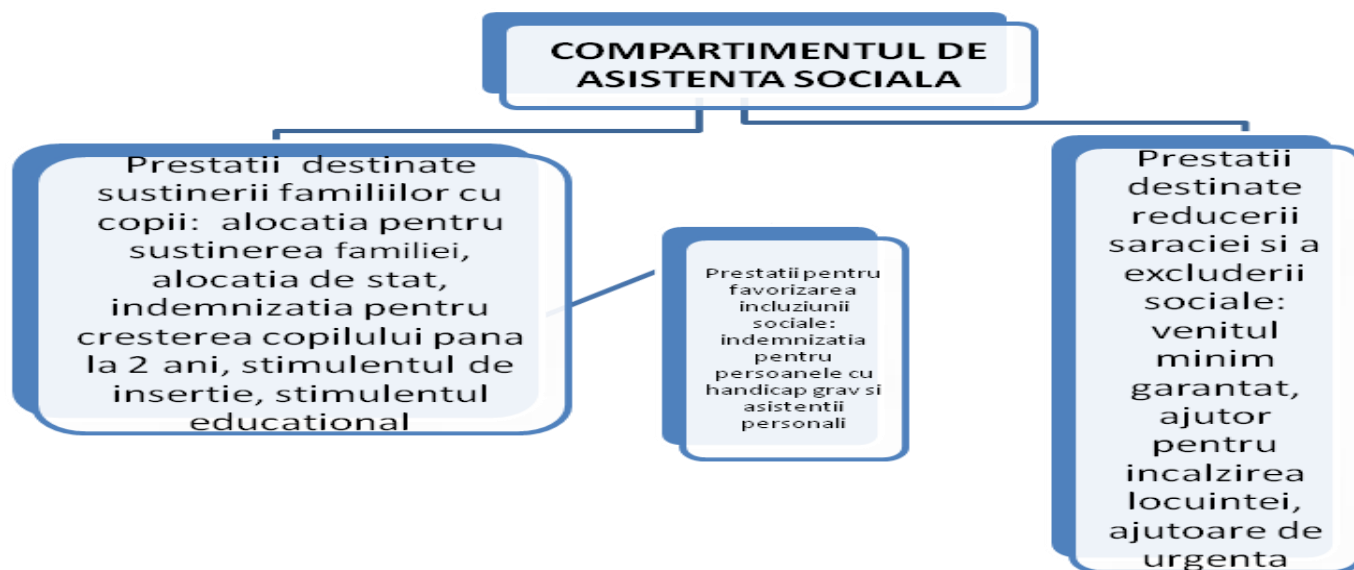 COMPARTIMENTUL DE
ASISTENTA SOCIALA
Prestatii destinate
sustinerii familiilor cu
copii: alocatia pentru
sustinerea familiei,
alocatia de stat,
indemnizatia pentru
cresterea copilului pana
la 2 ani, stimulentul de
insertie, stimulentul
educational
Prestatii pentru
favorizarea
incluziunii
sociale:
indemnizatia
pentru
persoanele cu
handicap grav si
asistentii
personali
Prestatii
destinate
reducerii
saraciei si a
excluderii
sociale:
venitul
minim
garantat,
ajutor
pentru
incalzirea
locuintei,
ajutoare de
urgenta